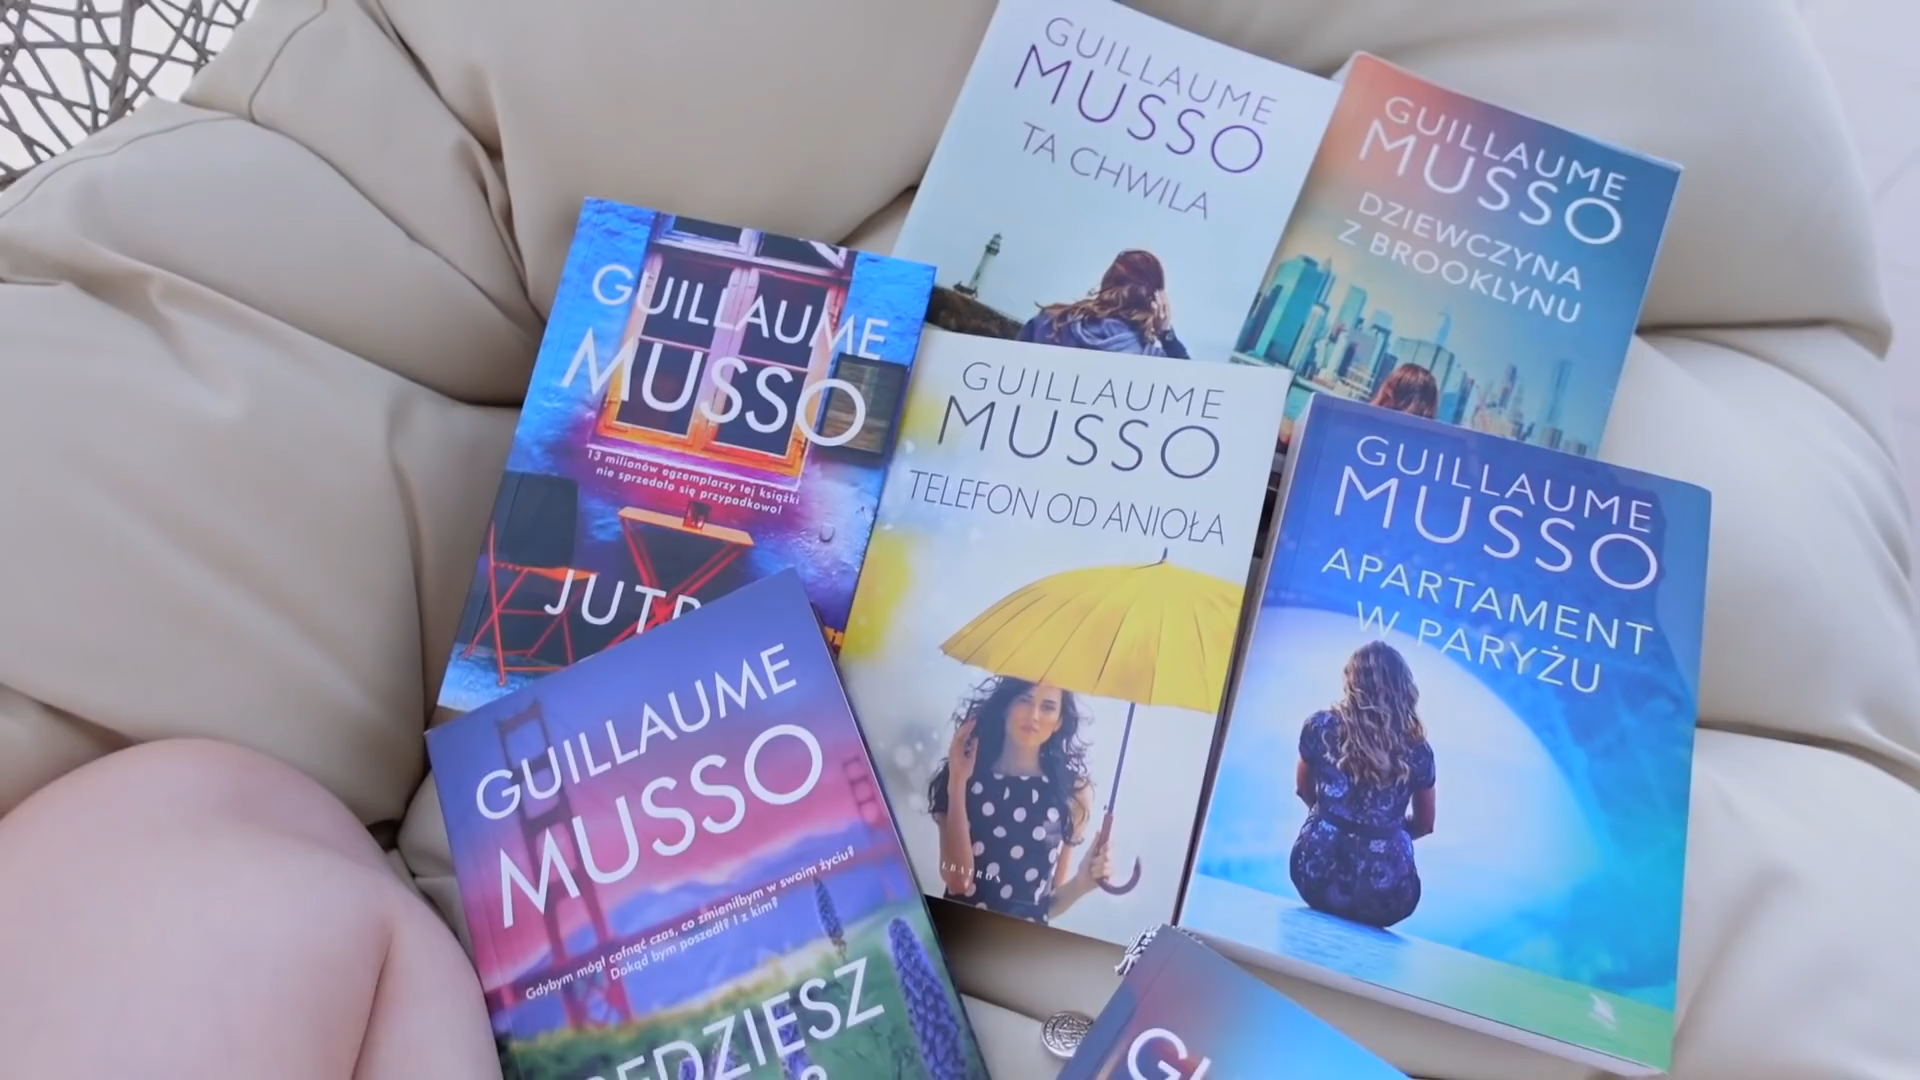 GUILLAUME
MUSSO
TA CHWILA
GUILLAUME
MUSSO
DZIEWCZYNA
Z BROOKLYNU
GUILLAUME
MUSSO
13 milionów egzemplarzy tej książki
nie sprzedało się przypadkowo!
GUILLAUME
MUSSO
TELEFON OD ANIOŁA
GUILLAUME
MUSSO
APARTAMENT
W PARYŻU
GUILLAUME
MUSSO
Gdybym mógł cofnąć czas, co zmieniłbym w swoim życiu?
Dokąd bym poszedł? I z kim?